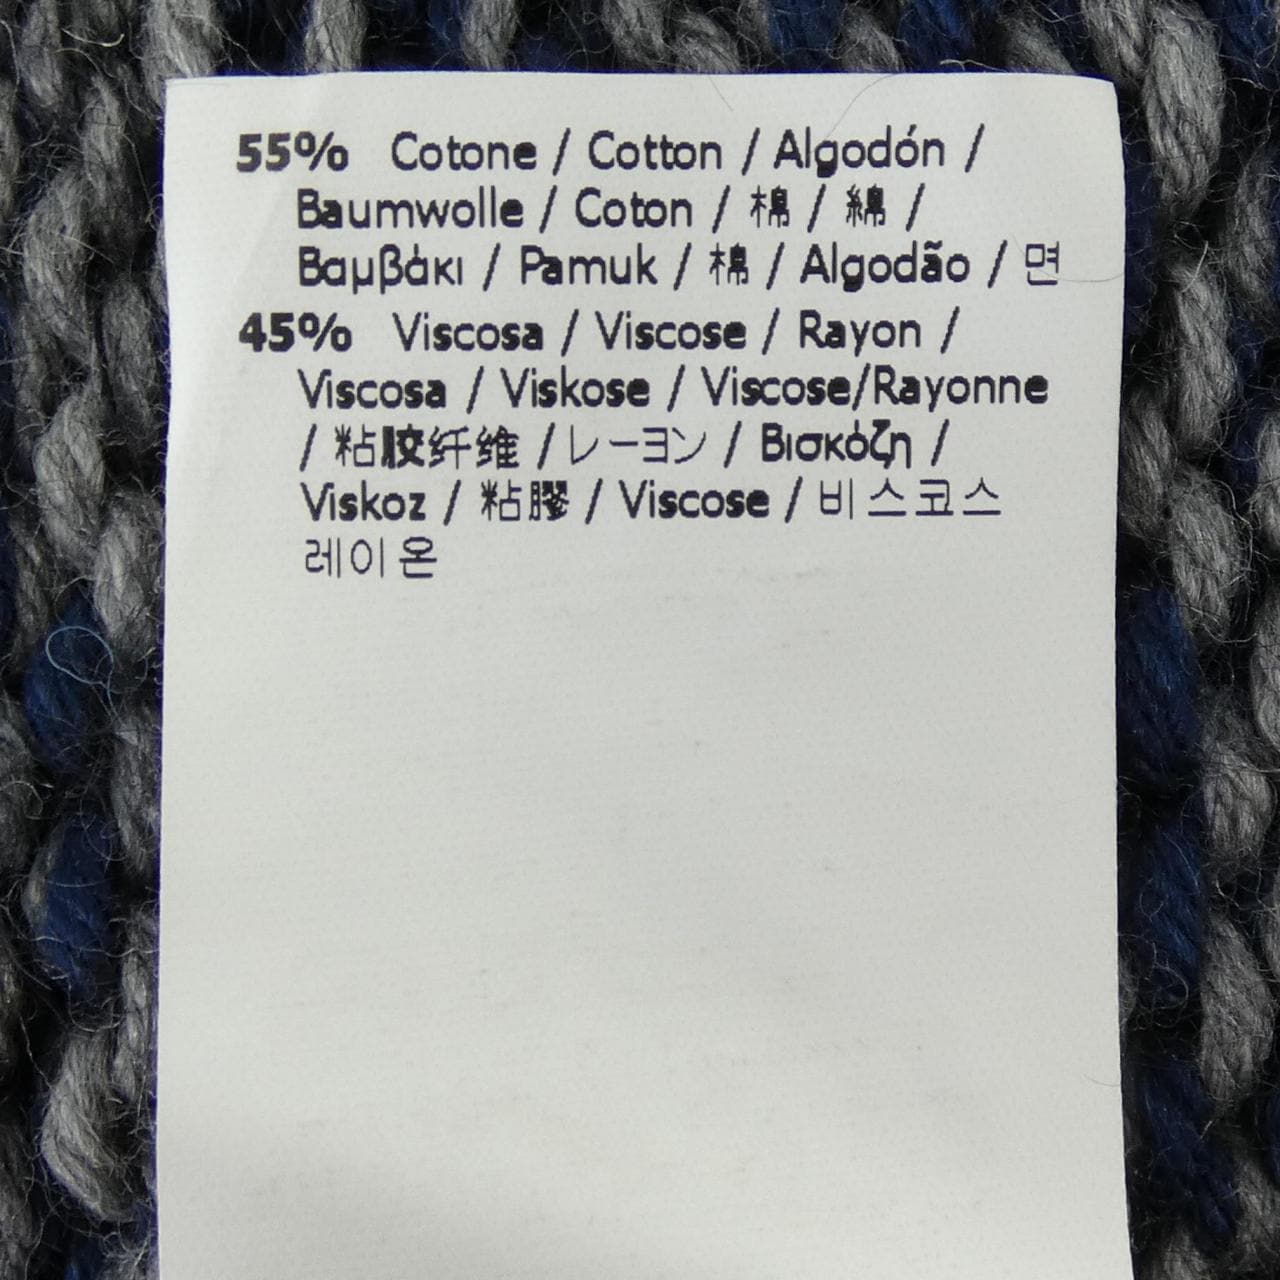 55% Cotone / Cotton / Algodón /
Baumwolle / Coton / 棉 / 綿 /
Βαμβάκι / Pamuk / 棉 / Algodão / 면
45% Viscosa / Viscose / Rayon /
Viscosa / Viskose / Viscose/Rayonne
/ 粘胶纤维 / レーヨン / Βισκόζη /
Viskoz / 粘膠 / Viscose / 비스코스
레이온